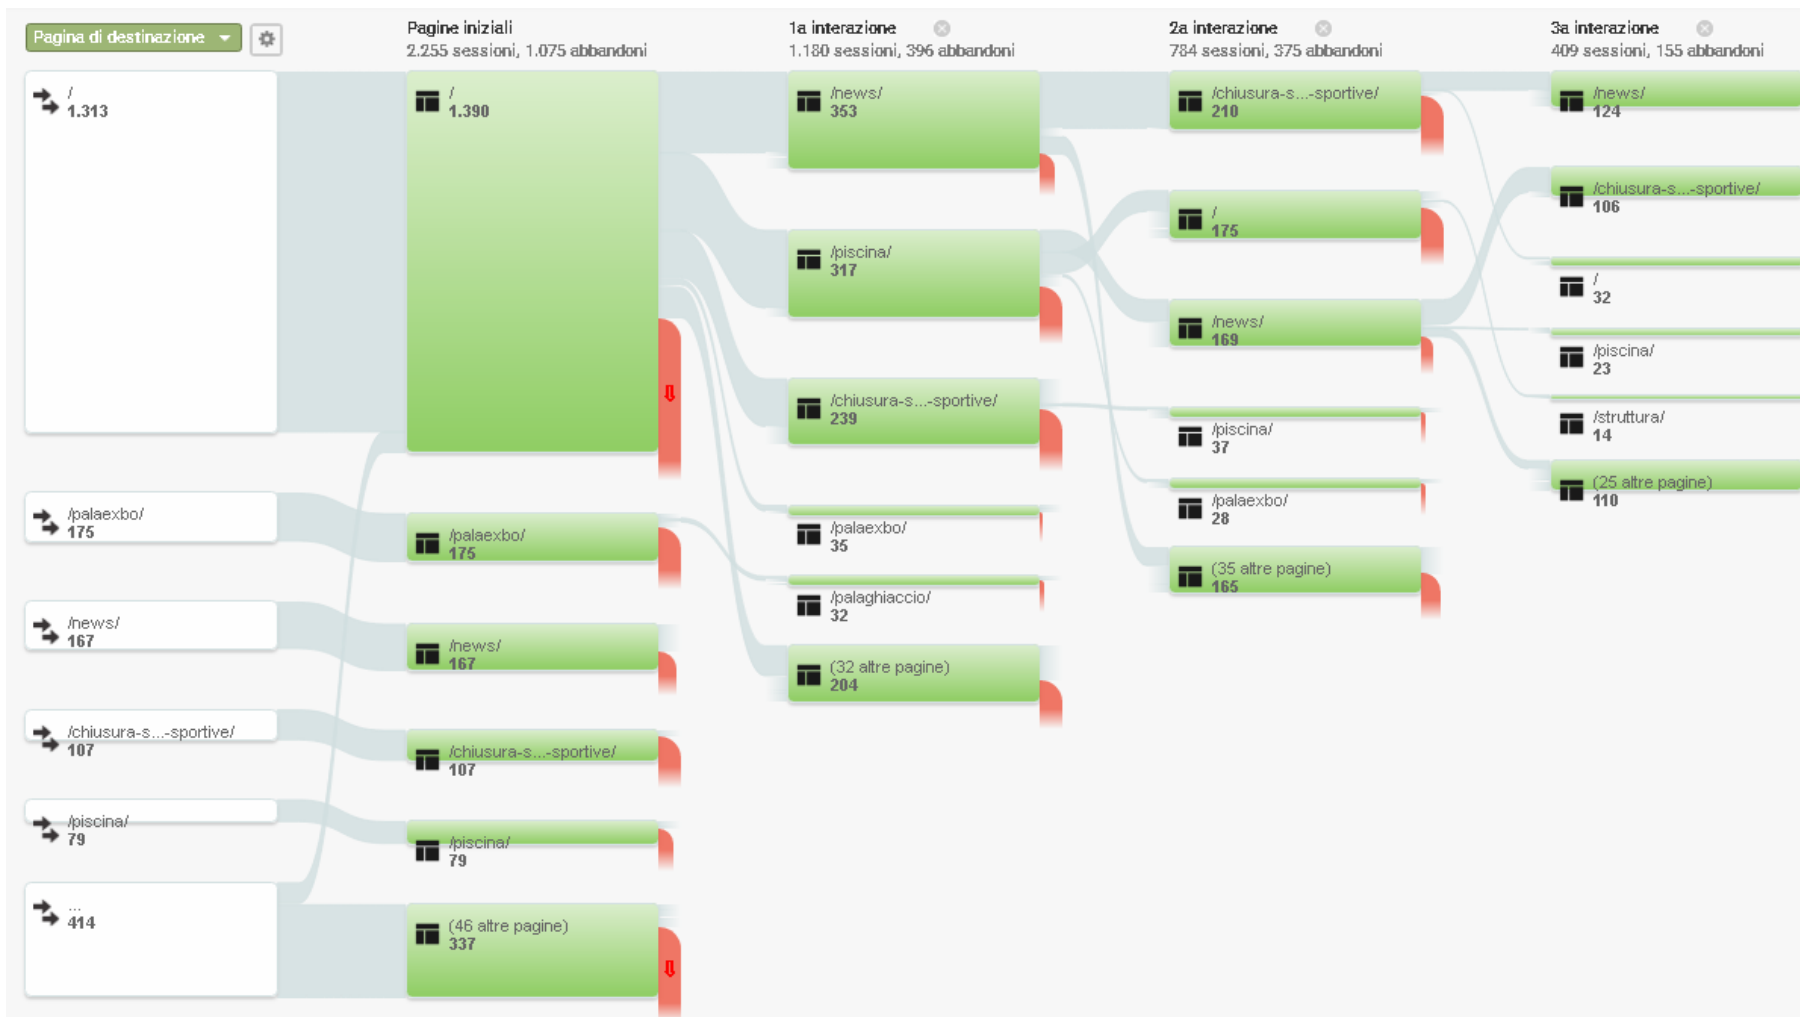 Pagina di destinazione
Pagine iniziali
2.255 sessioni, 1.075 abbandoni
1a interazione
1.180 sessioni, 396 abbandoni
2a interazione
784 sessioni, 375 abbandoni
3a interazione
409 sessioni, 155 abbandoni
/
1.313
/palaexbo/
175
/news/
167
/chiusura-s...-sportive/
107
/piscina/
79
...
414
/
1.390
/palaexbo/
175
/news/
167
/chiusura-s...-sportive/
107
/piscina/
79
(46 altre pagine)
337
/news/
353
/piscina/
317
/chiusura-s...-sportive/
239
/palaexbo/
35
/palaghiaccio/
32
(32 altre pagine)
204
/chiusura-s...-sportive/
210
/
175
/news/
169
/piscina/
37
/palaexbo/
28
(35 altre pagine)
165
/news/
124
/chiusura-s...-sportive/
106
/
32
/piscina/
23
/struttura/
14
(25 altre pagine)
110